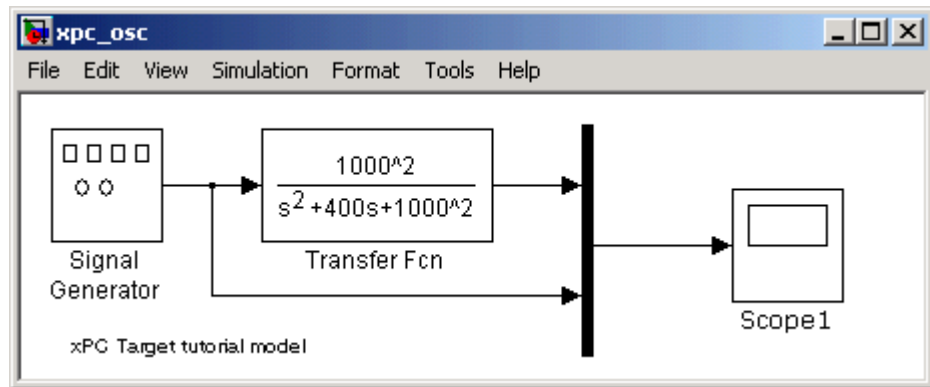 xpc_osc
File Edit View Simulation Format Tools Help
1000^2
s2+400s+1000^2
Signal
Generator
Transfer Fcn
Scope1
xPC Target tutorial model